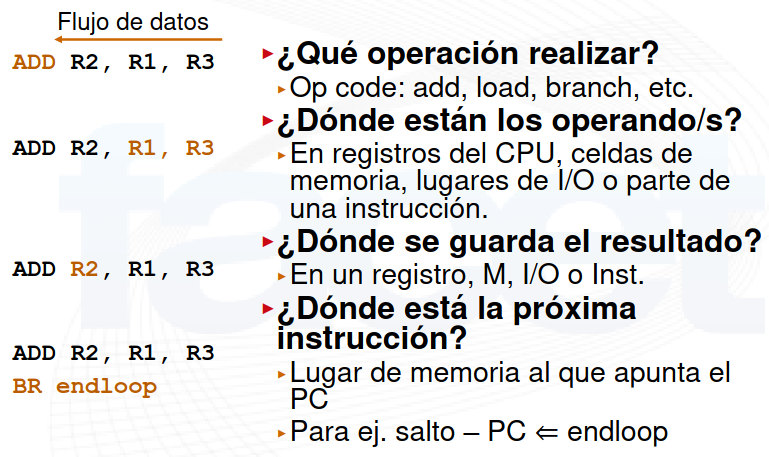 Flujo de datos
ADD R2, R1, R3
▸¿Qué operación realizar?
▸Op code: add, load, branch, etc.
ADD R2, R1, R3
▸¿Dónde están los operando/s?
▸En registros del CPU, celdas de
memoria, lugares de I/O o parte de
una instrucción.
ADD R2, R1, R3
▸¿Dónde se guarda el resultado?
▸En un registro, M, I/O o Inst.
ADD R2, R1, R3
BR endloop
▸¿Dónde está la próxima
instrucción?
▸Lugar de memoria al que apunta el
PC
▸Para ej. salto – PC ⇐ endloop
facet